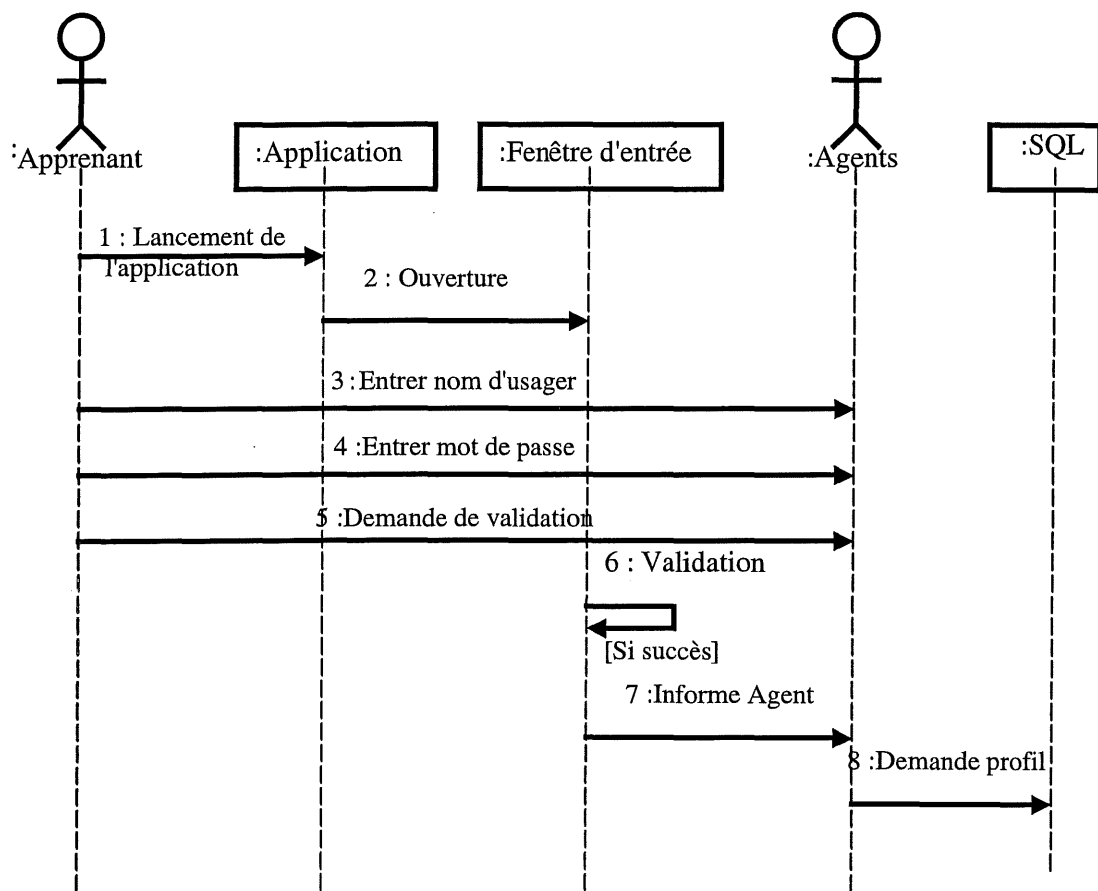 :Apprenant
:Application
:Fenêtre d'entrée
:Agents
:SQL
1 : Lancement de
l'application
2 : Ouverture
3 :Entrer nom d'usager
4 :Entrer mot de passe
5 :Demande de validation
6 : Validation
[Si succès]
7 :Informe Agent
8 :Demande profil